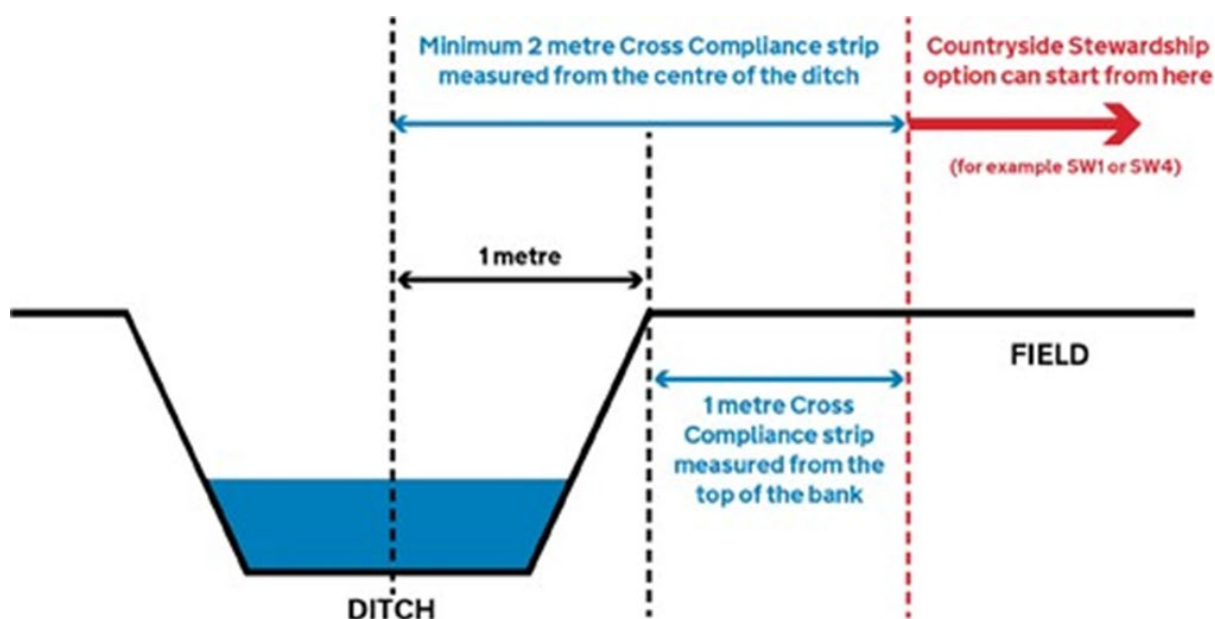 Minimum 2 metre Cross Compliance strip
measured from the centre of the ditch
Countryside Stewardship
option can start from here
(for example SW1 or SW4)
1 metre
FIELD
1 metre Cross
Compliance strip
measured from the
top of the bank
DITCH